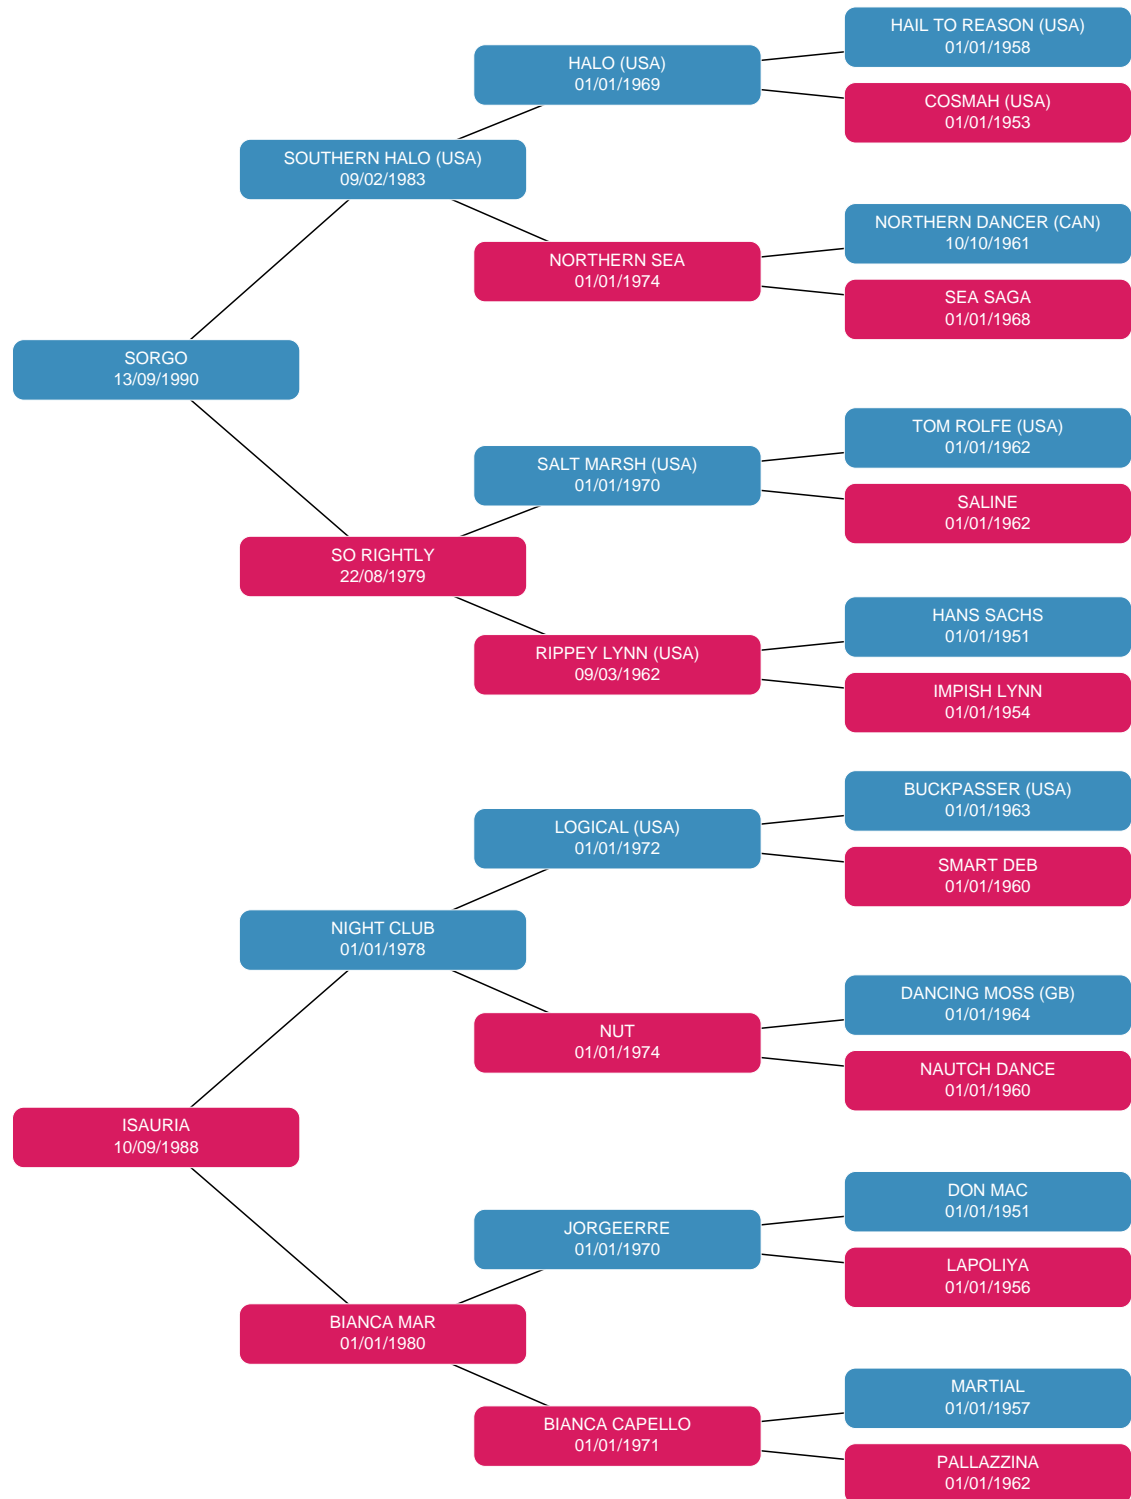 HAIL TO REASON (USA)
01/01/1958
HALO (USA)
01/01/1969
COSMAH (USA)
01/01/1953
SOUTHERN HALO (USA)
09/02/1983
NORTHERN DANCER (CAN)
10/10/1961
NORTHERN SEA
01/01/1974
SEA SAGA
01/01/1968
SORGO
13/09/1990
TOM ROLFE (USA)
01/01/1962
SALT MARSH (USA)
01/01/1970
SALINE
01/01/1962
SO RIGHTLY
22/08/1979
HANS SACHS
01/01/1951
RIPPEY LYNN (USA)
09/03/1962
IMPISH LYNN
01/01/1954
BUCKPASSER (USA)
01/01/1963
LOGICAL (USA)
01/01/1972
SMART DEB
01/01/1960
NIGHT CLUB
01/01/1978
DANCING MOSS (GB)
01/01/1964
NUT
01/01/1974
NAUTCH DANCE
01/01/1960
ISAURIA
10/09/1988
DON MAC
01/01/1951
JORGEERRE
01/01/1970
LAPOLIYA
01/01/1956
BIANCA MAR
01/01/1980
MARTIAL
01/01/1957
BIANCA CAPELLO
01/01/1971
PALLAZZINA
01/01/1962